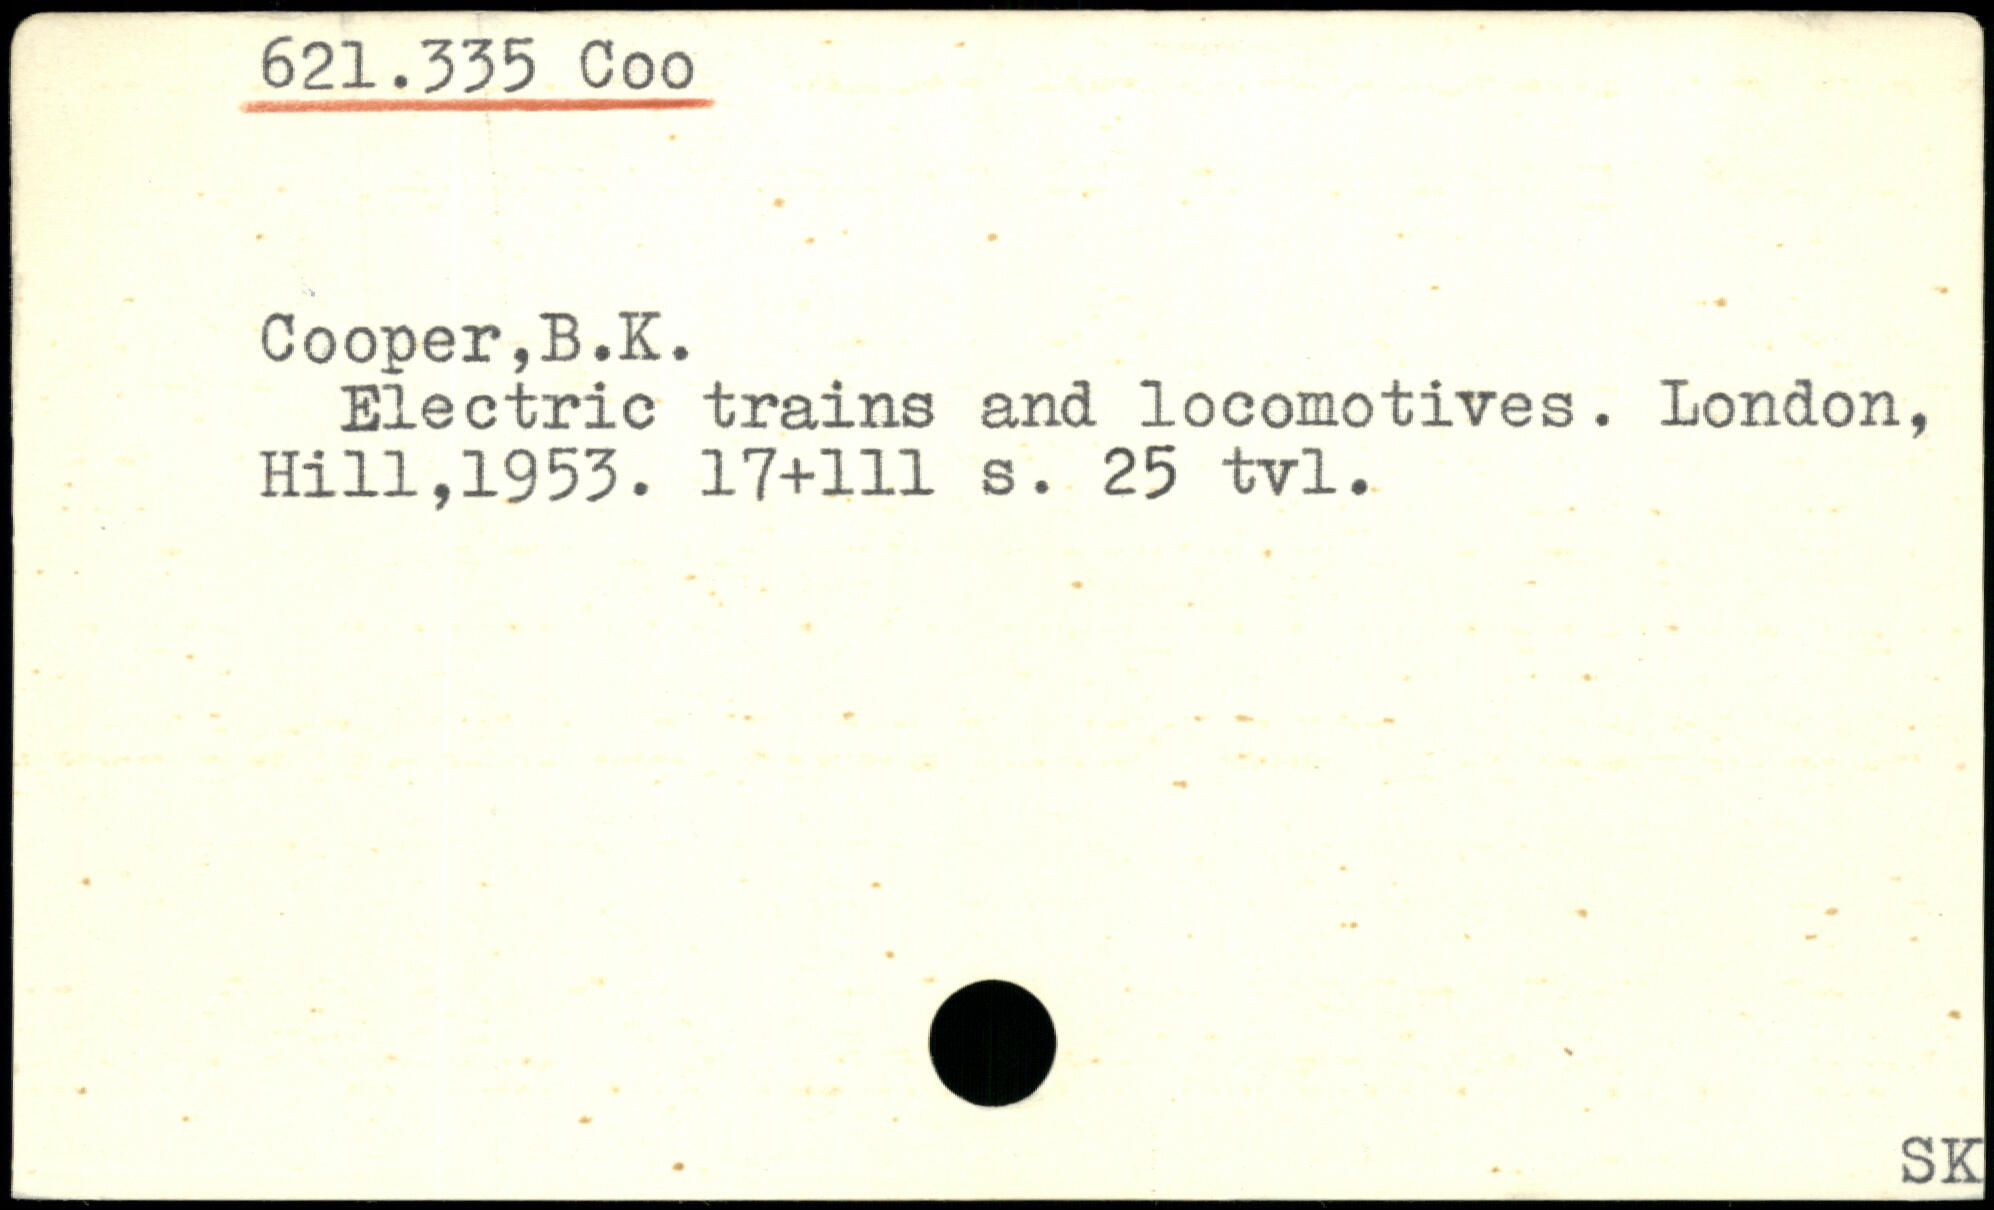 621.335 Coo
Cooper,B.K.
Electric trains and locomotives. London,
Hill,1953. 17+111 s. 25 tvl.
SK